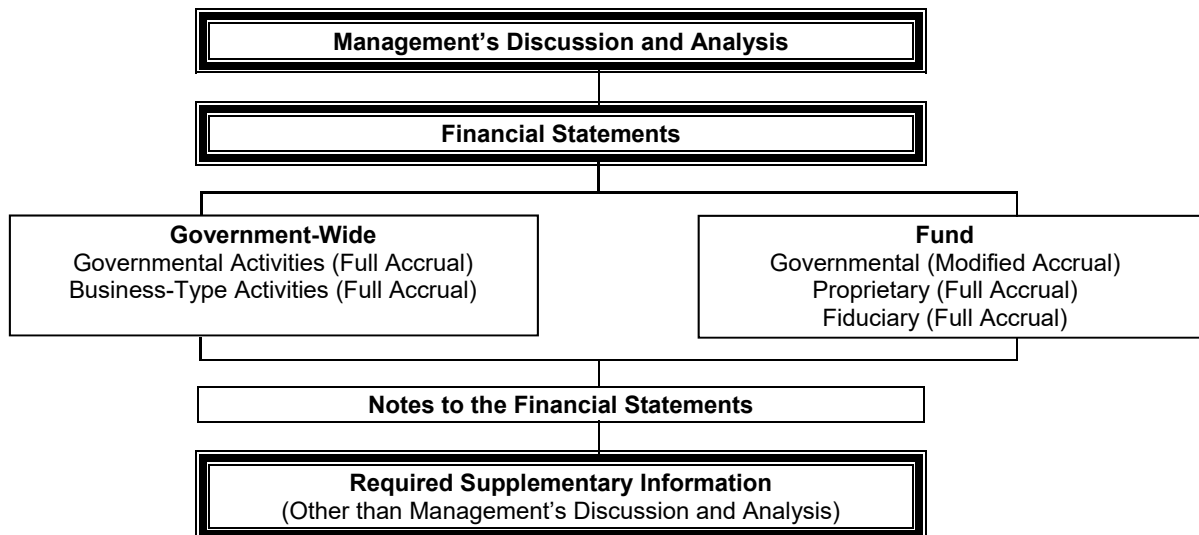 Management’s Discussion and Analysis
Financial Statements
Government-Wide
Governmental Activities (Full Accrual)
Business-Type Activities (Full Accrual)
Fund
Governmental (Modified Accrual)
Proprietary (Full Accrual)
Fiduciary (Full Accrual)
Notes to the Financial Statements
Required Supplementary Information
(Other than Management’s Discussion and Analysis)